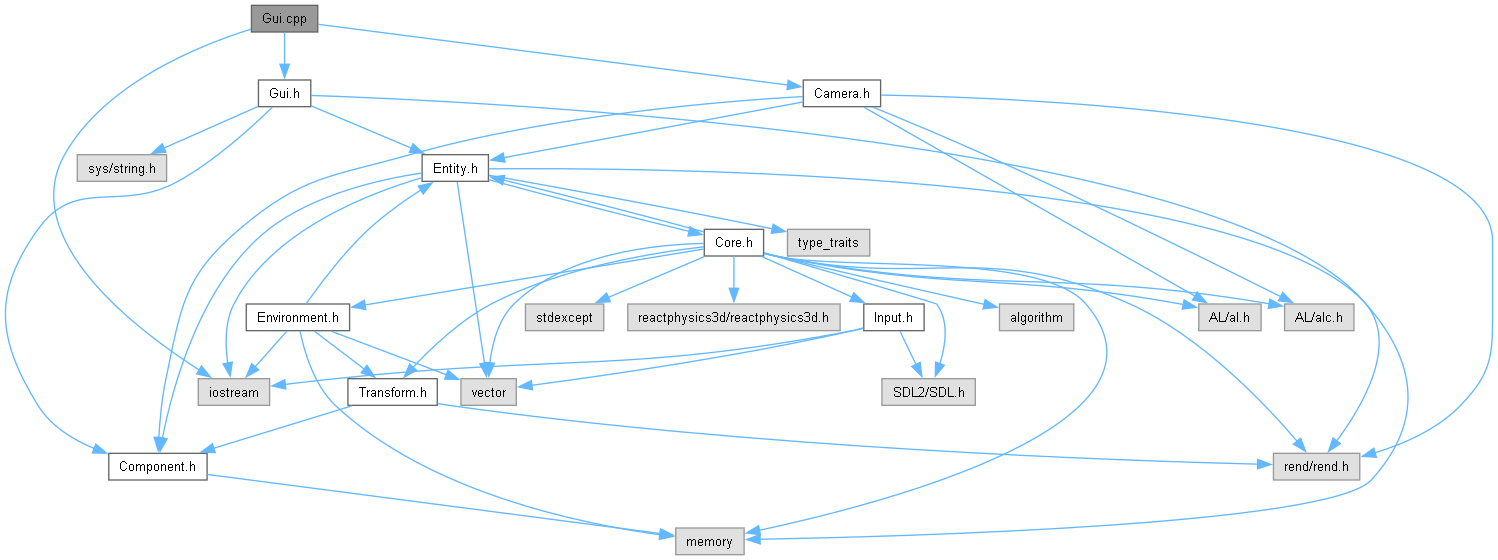 Gui.cpp
Gui.h
Camera.h
sys/string.h
Entity.h
Core.h
type_traits
Environment.h
stdexcept
reactphysics3d/reactphysics3d.h
Input.h
algorithm
AL/al.h
AL/alc.h
iostream
Transform.h
vector
SDL2/SDL.h
Component.h
rend/rend.h
memory